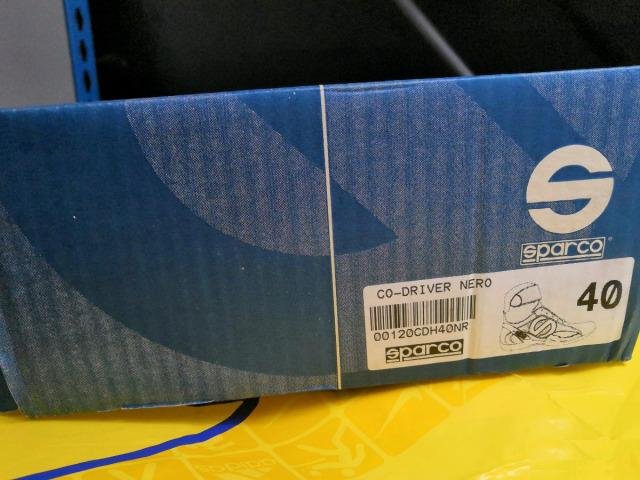 S
sparco
CO-DRIVER NERO
40
00120CDH40NR
sparco